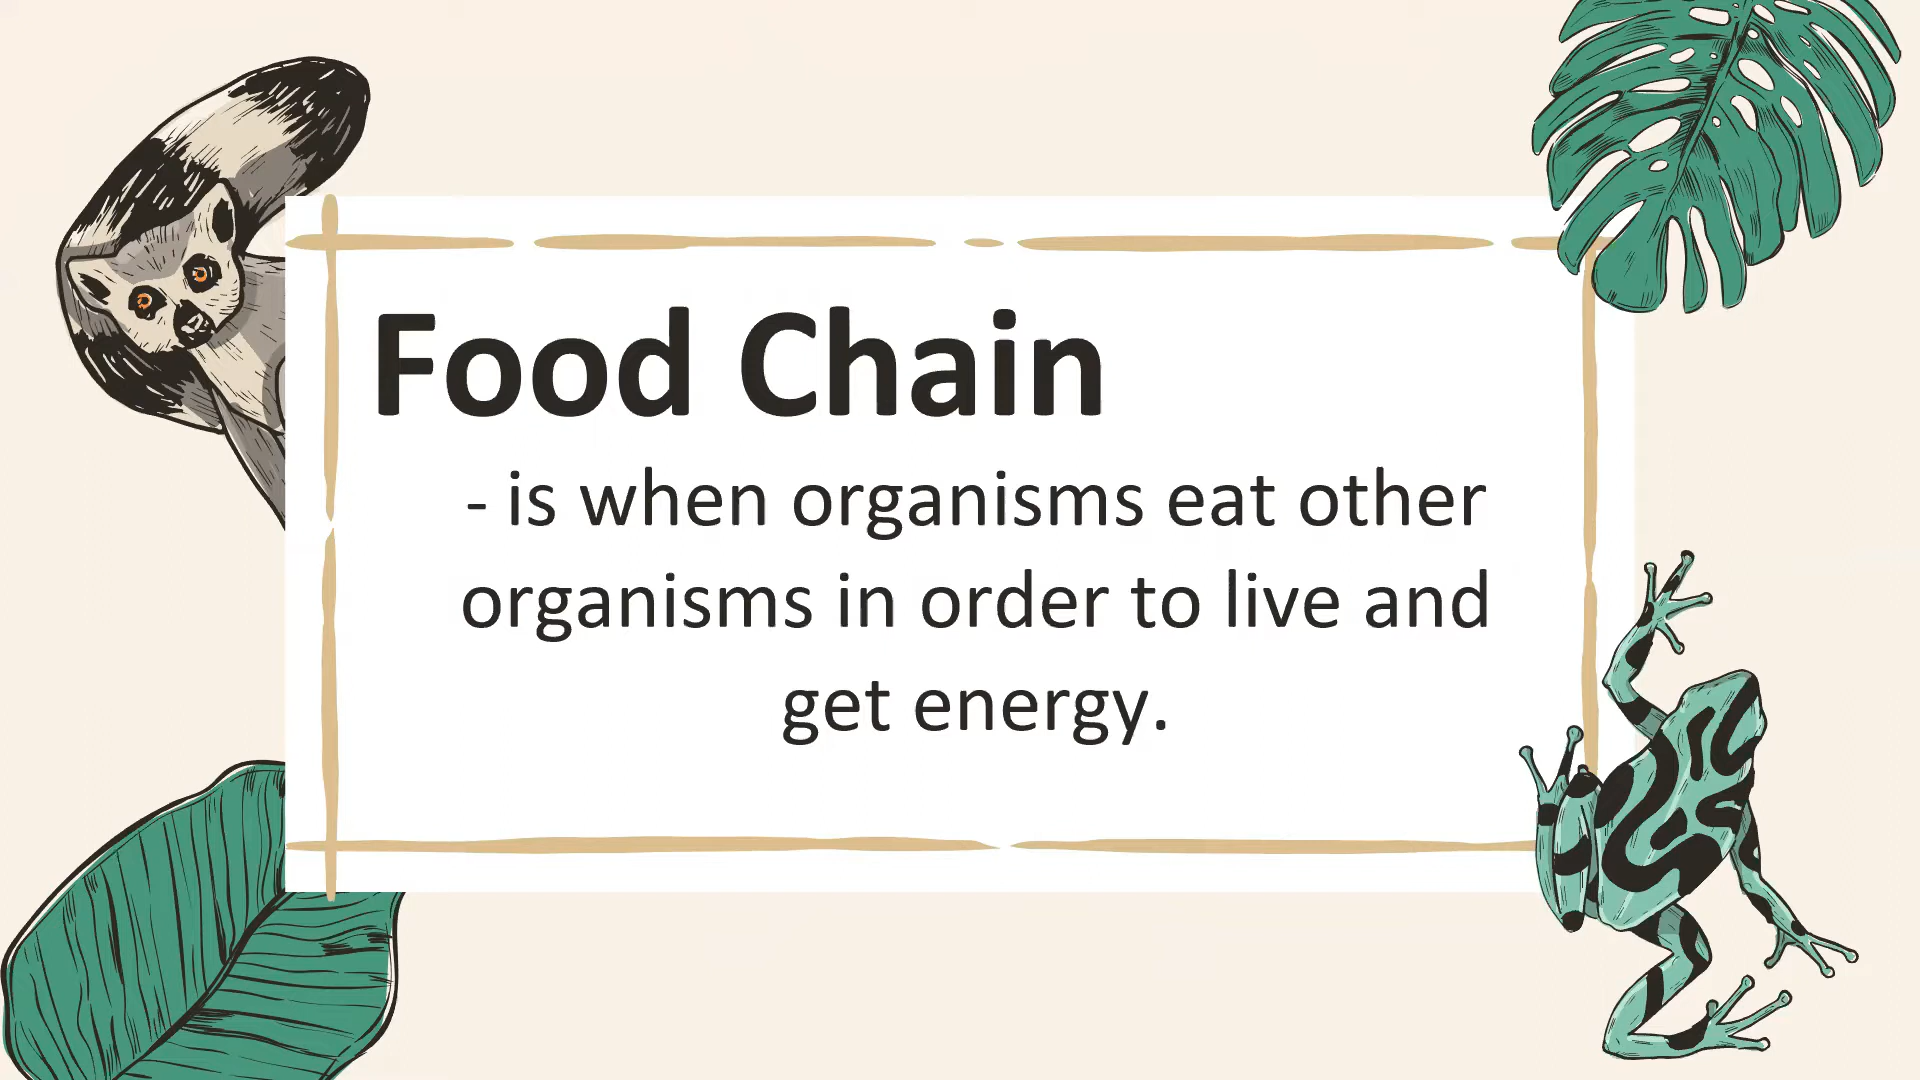 Food Chain
- is when organisms eat other
organisms in order to live and
get energy.